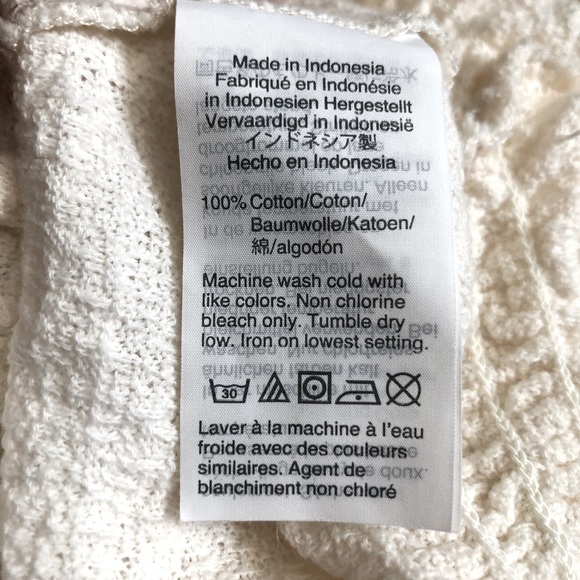 Made in Indonesia
Fabriqué en Indonésie
in Indonesien Hergestellt
Vervaardigd in Indonesië
インドネシア製
Hecho en Indonesia
100% Cotton/Coton/
Baumwolle/Katoen/
綿/algodón
Machine wash cold with
like colors. Non chlorine
bleach only. Tumble dry
low. Iron on lowest setting.
30
Laver à la machine à l'eau
froide avec des couleurs
similaires. Agent de
blanchiment non chloré